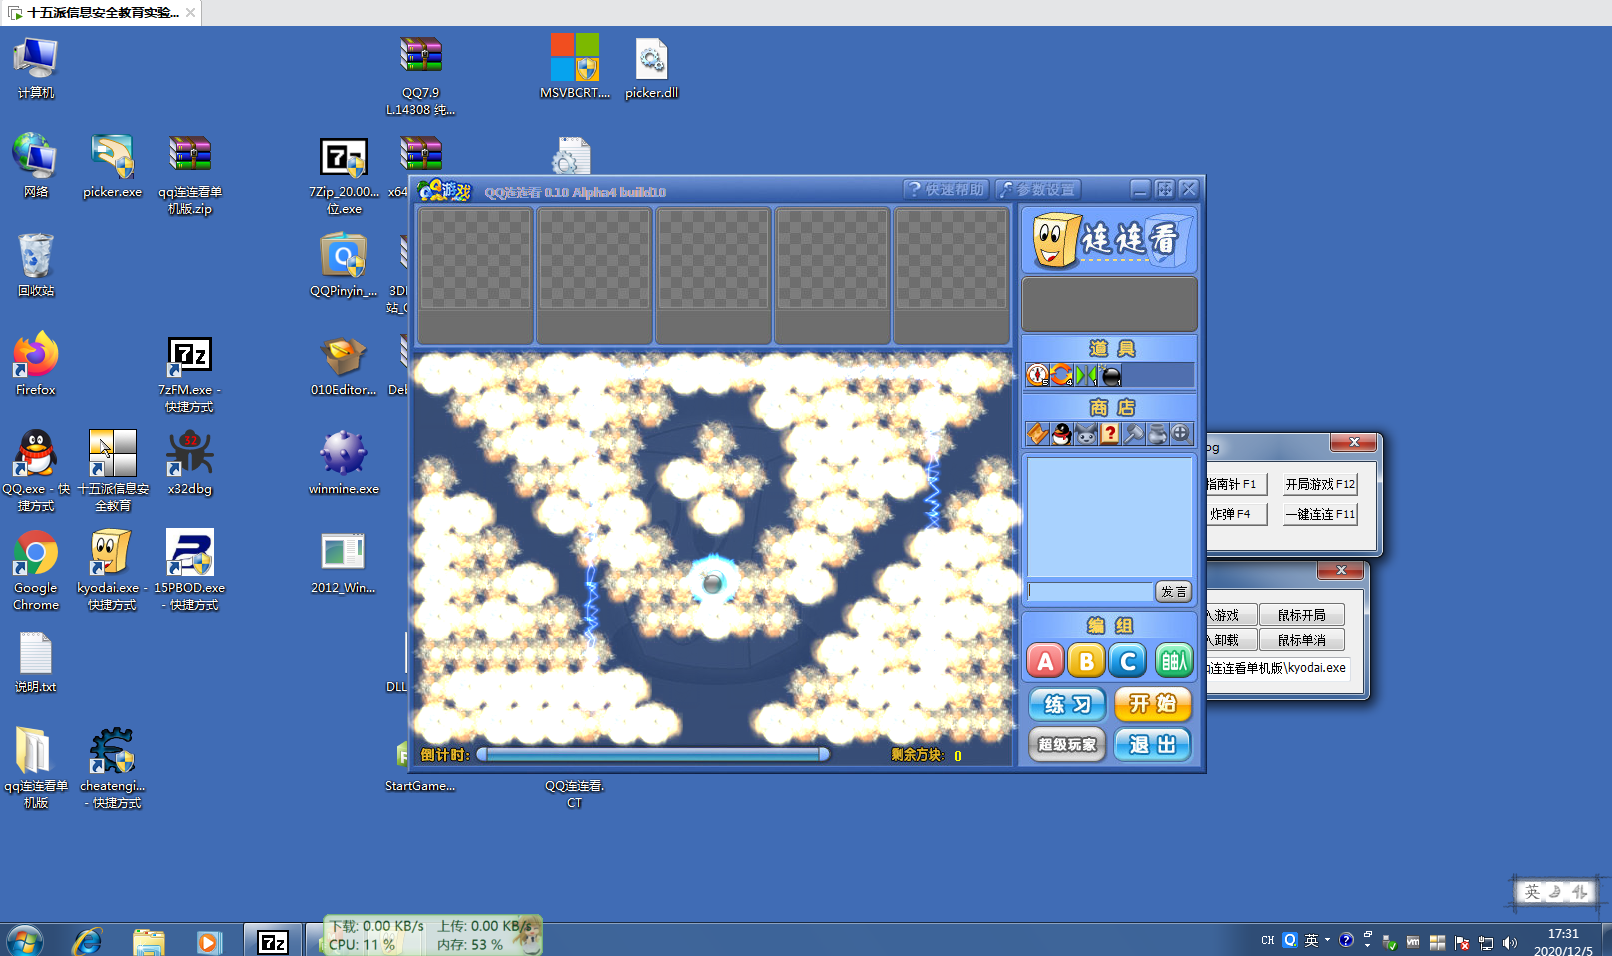 十五派信息安全教育实验...
计算机
QQ7.9
L.14308 纯...
MSVBCRT....
picker.dll
网络
picker.exe
qq连连看单
机版.zip
7Zip_20.00...
位.exe
x64
回收站
QQPinyin_...
3DI
站_C
Firefox
7zFM.exe -
快捷方式
010Editor...
Deb
QQ.exe - 快
捷方式
十五派信息安
全教育
x32dbg
winmine.exe
Google
Chrome
kyodai.exe -
快捷方式
15PBOD.exe
- 快捷方式
2012_Win...
说明.txt
DLL
qq连连看单
机版
cheatengi...
- 快捷方式
StartGame...
QQ连连看.
CT
QQ游戏
QQ连连看 0.10 Alpha4 build10
? 快速帮助
参数设置
连连看
道 具
5
4
1
1
商 店
发言
编 组
A
B
C
自由人
练 习
开 始
超级玩家
退 出
倒计时:
剩余方块: 0
og
指南针 F1
开局游戏 F12
炸弹 F4
一键连连 F11
入游戏
鼠标开局
入卸载
鼠标单消
连连看单机版\kyodai.exe
英
下载: 0.00 KB/s 上传: 0.00 KB/s
CPU: 11 % 内存: 53 %
CH
英
17:31
2020/12/5